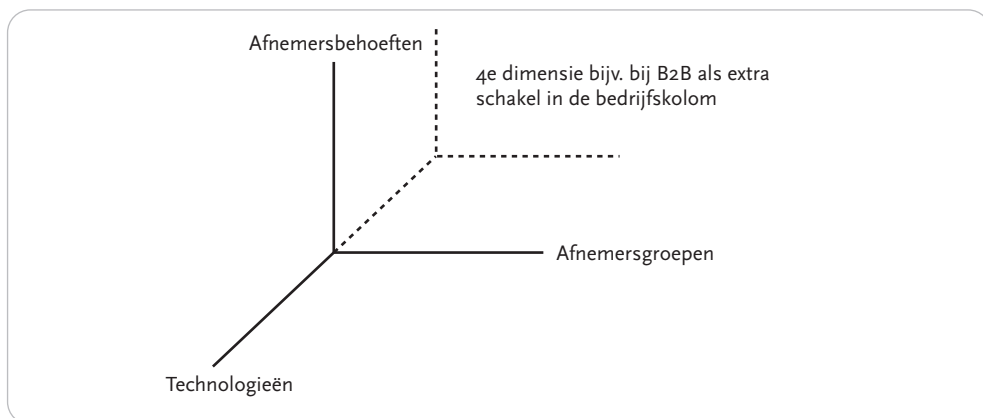 Afnemersbehoeften
4e dimensie bijv. bij B2B als extra
schakel in de bedrijfskolom
Afnemersgroepen
Technologieën